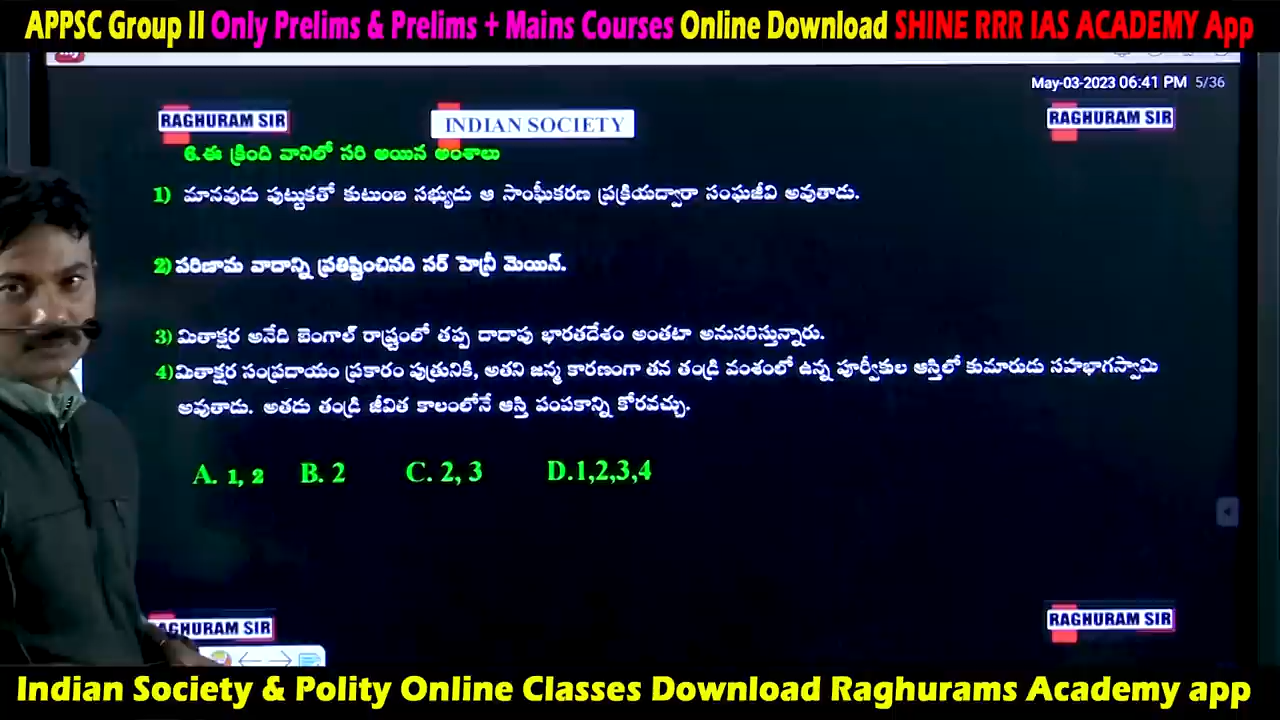 APPSC Group II Only Prelims & Prelims + Mains Courses Online Download SHINE RRR IAS ACADEMY App
May-03-2023 06:41 PM 5/36
RAGHURAM SIR INDIAN SOCIETY RAGHURAM SIR
6.ఈ క్రింది వానిలో సరి అయిన అంశాలు
1) మానవుడు పుట్టుకతో కుటుంబ సభ్యుడు ఆ సాంఘీకరణ ప్రక్రియద్వారా సంఘజీవి అవుతాడు.
2) పరిణామ వాదాన్ని ప్రతిష్టించినది సర్ హెన్రీ మెయిన్.
3) మితాక్షర అనేది బెంగాల్ రాష్ట్రంలో తప్ప దాదాపు భారతదేశం అంతటా అనుసరిస్తున్నారు.
4)మితాక్షర సంప్రదాయం ప్రకారం పుత్రునికి, అతని జన్మ కారణంగా తన తండ్రి వంశంలో ఉన్న పూర్వీకుల ఆస్తిలో కుమారుడు సహభాగస్వామి
అవుతాడు. అతడు తండ్రి జీవిత కాలంలోనే ఆస్తి పంపకాన్ని కోరవచ్చు.
A. 1, 2 B. 2 C. 2, 3 D.1,2,3,4
RAGHURAM SIR RAGHURAM SIR
Indian Society & Polity Online Classes Download Raghurams Academy app